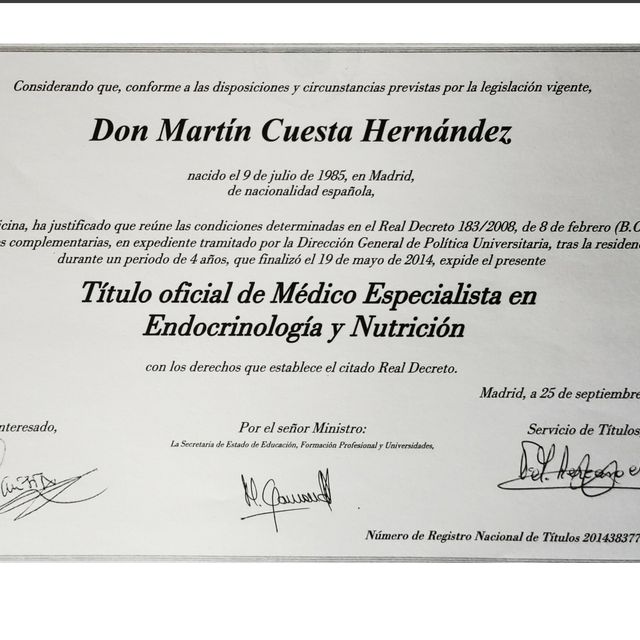 Considerando que, conforme a las disposiciones y circunstancias previstas por la legislación vigente,
Don Martín Cuesta Hernández
nacido el 9 de julio de 1985, en Madrid,
de nacionalidad española,
icina, ha justificado que reúne las condiciones determinadas en el Real Decreto 183/2008, de 8 de febrero (B.O
es complementarias, en expediente tramitado por la Dirección General de Política Universitaria, tras la residen
durante un periodo de 4 años, que finalizó el 19 de mayo de 2014, expide el presente
Título oficial de Médico Especialista en
Endocrinología y Nutrición
con los derechos que establece el citado Real Decreto.
Madrid, a 25 de septiembre
nteresado,
Por el señor Ministro:
Servicio de Títulos
La Secretaria de Estado de Educación, Formación Profesional y Universidades,
Número de Registro Nacional de Títulos 201438377